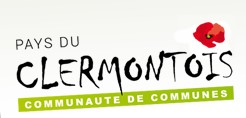 PAYS DU
CLERMONTOIS
COMMUNAUTE DE COMMUNES